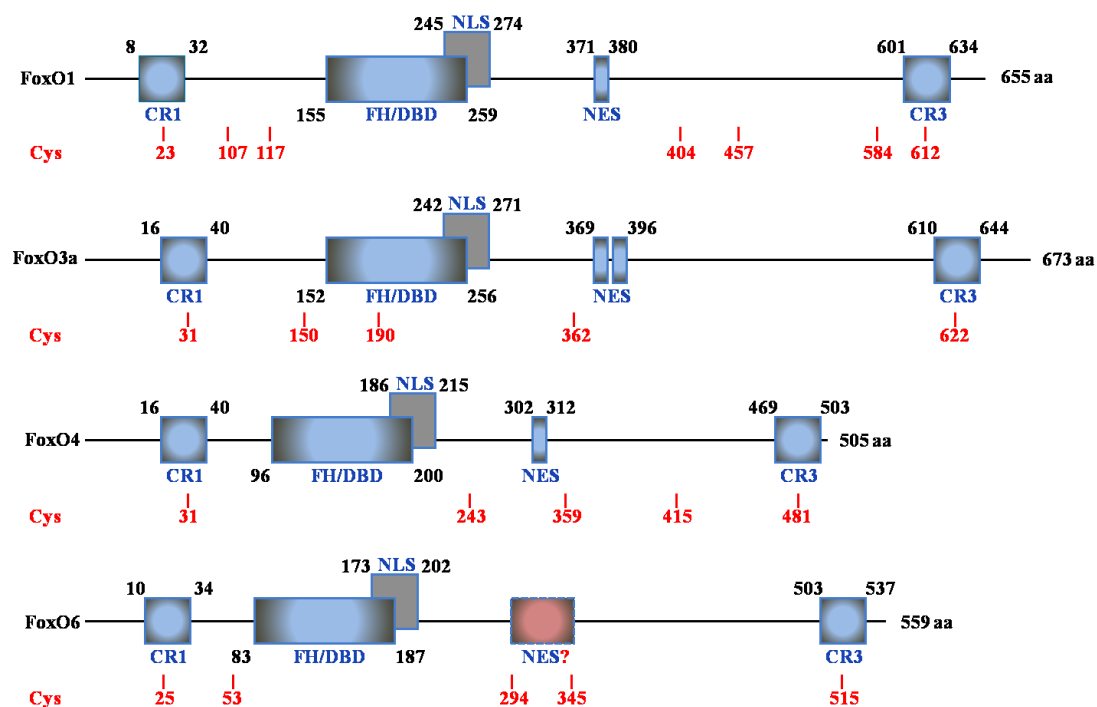 245 NLS 274
8 32 371 380 601 634
FoxO1 655 aa
CR1 155 FH/DBD 259 NES CR3
Cys 23 107 117 404 457 584 612
242 NLS 271
16 40 369 396 610 644
FoxO3a 673 aa
CR1 152 FH/DBD 256 NES CR3
Cys 31 150 190 362 622
186 NLS 215
16 40 302 312 469 503
FoxO4 505 aa
CR1 96 FH/DBD 200 NES CR3
Cys 31 243 359 415 481
173 NLS 202
10 34 503 537
FoxO6 559 aa
CR1 83 FH/DBD 187 NES? CR3
Cys 25 53 294 345 515